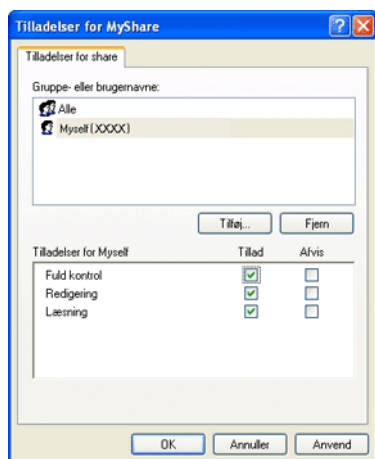 Tilladelser for MyShare
Tilladelser for share
Gruppe- eller brugernavne:
Alle
Myself (XXXX)
Tilføj... Fjern
Tilladelser for Myself Tillad Afvis
Fuld kontrol
Redigering
Læsning
OK Annuller Anvend